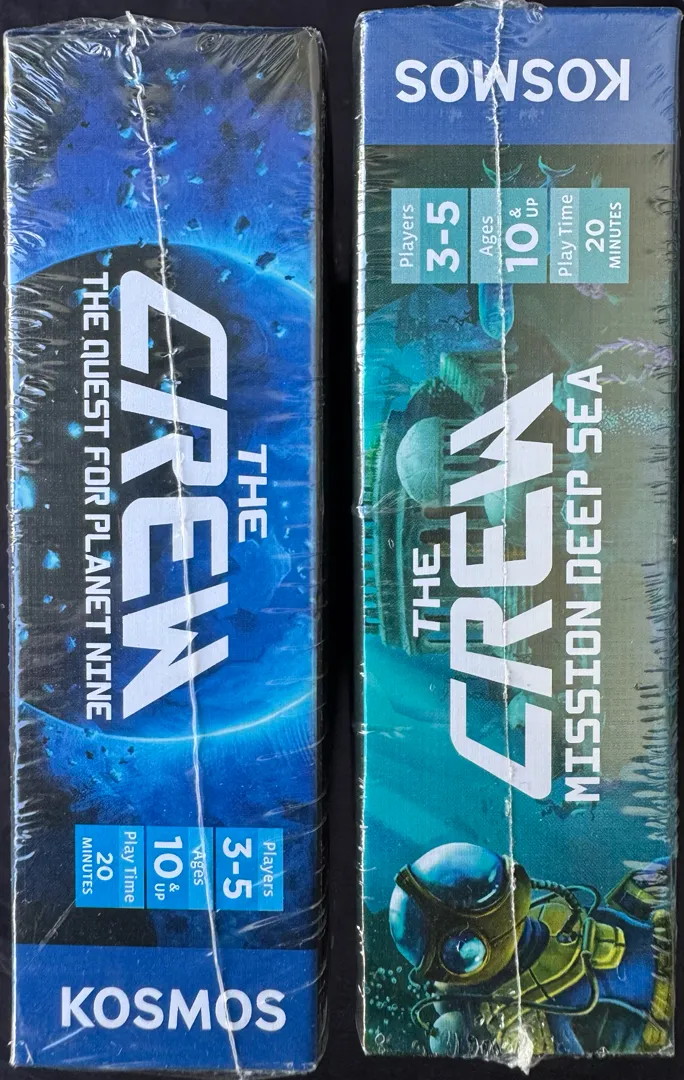 THE
CREW
THE QUEST FOR PLANET NINE
Players
3-5
Ages
10 & UP
Play Time
20
MINUTES
KOSMOS
KOSMOS
Players
3-5
Ages
10 & UP
Play Time
20
MINUTES
THE
CREW
MISSION DEEP SEA